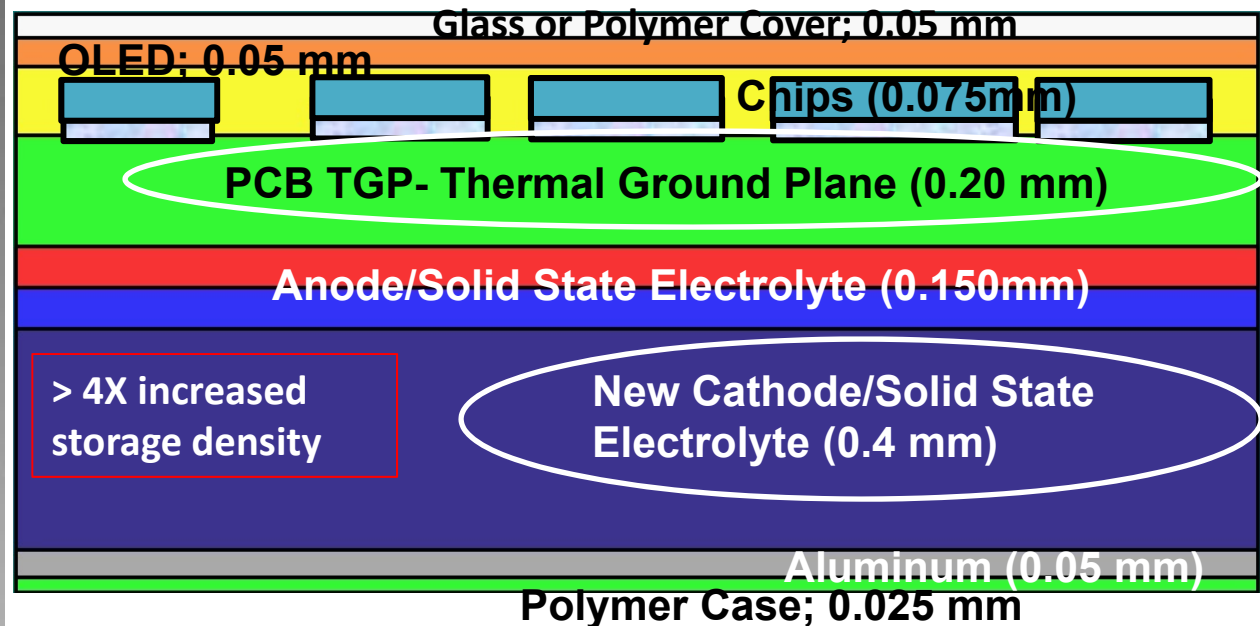 Glass or Polymer Cover; 0.05 mm
OLED; 0.05 mm
Chips (0.075mm)
PCB TGP- Thermal Ground Plane (0.20 mm)
Anode/Solid State Electrolyte (0.150mm)
> 4X increased
storage density
New Cathode/Solid State
Electrolyte (0.4 mm)
Aluminum (0.05 mm)
Polymer Case; 0.025 mm